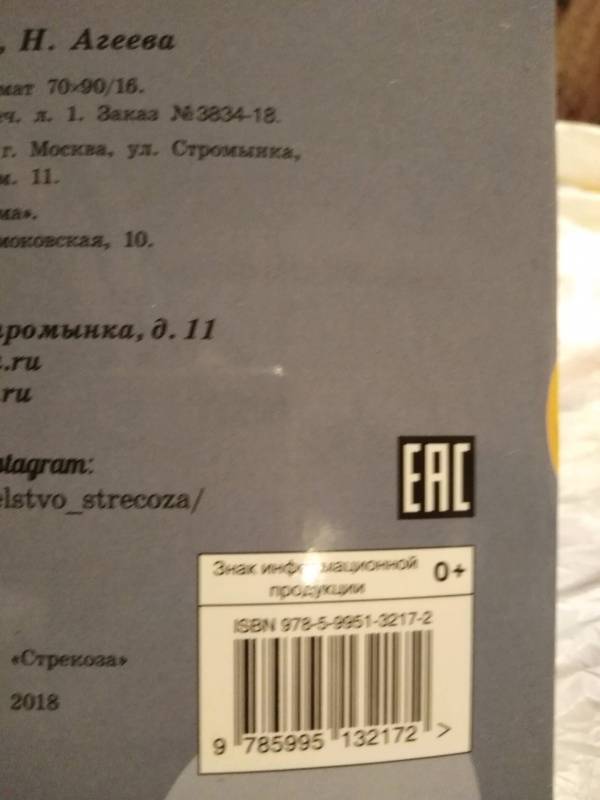 , Н. Агеева
мат 70×90/16.
еч. л. 1. Заказ №3834-18.
г. Москва, ул. Стромынка,
м. 11.
ма».
моковская, 10.
тромынка, д. 11
.ru
.ru
stagram:
elstvo_strecoza/
EAC
Знак информационной
продукции
0+
ISBN 978-5-9951-3217-2
9 785995 132172 >
«Стрекоза»
2018